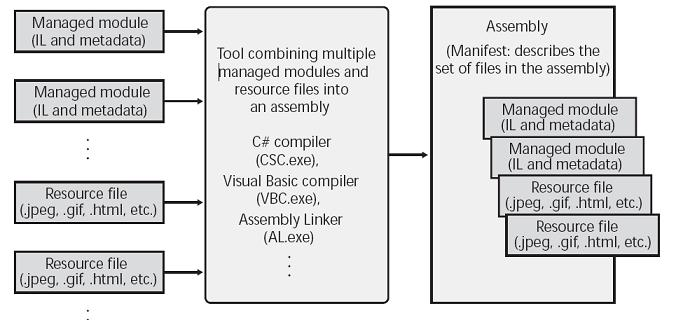 Managed module
(IL and metadata)
Managed module
(IL and metadata)
Resource file
(.jpeg, .gif, .html, etc.)
Resource file
(.jpeg, .gif, .html, etc.)
Tool combining multiple
managed modules and
resource files into
an assembly
C# compiler
(CSC.exe),
Visual Basic compiler
(VBC.exe),
Assembly Linker
(AL.exe)
Assembly
(Manifest: describes the
set of files in the assembly)
Managed module
(IL and metadata)
Managed module
(IL and metadata)
Resource file
(.jpeg, .gif, .html, etc.)
Resource file
(.jpeg, .gif, .html, etc.)